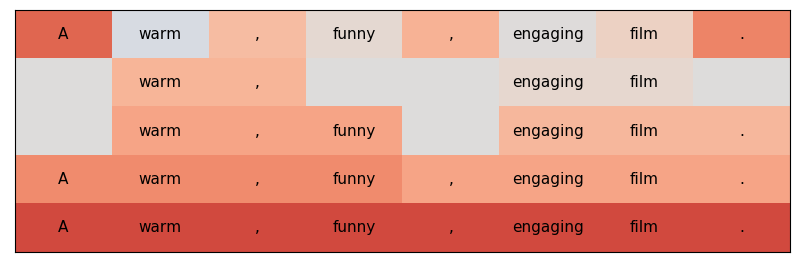 A warm , funny , engaging film .
warm , engaging film
warm , funny engaging film .
A warm , funny , engaging film .
A warm , funny , engaging film .